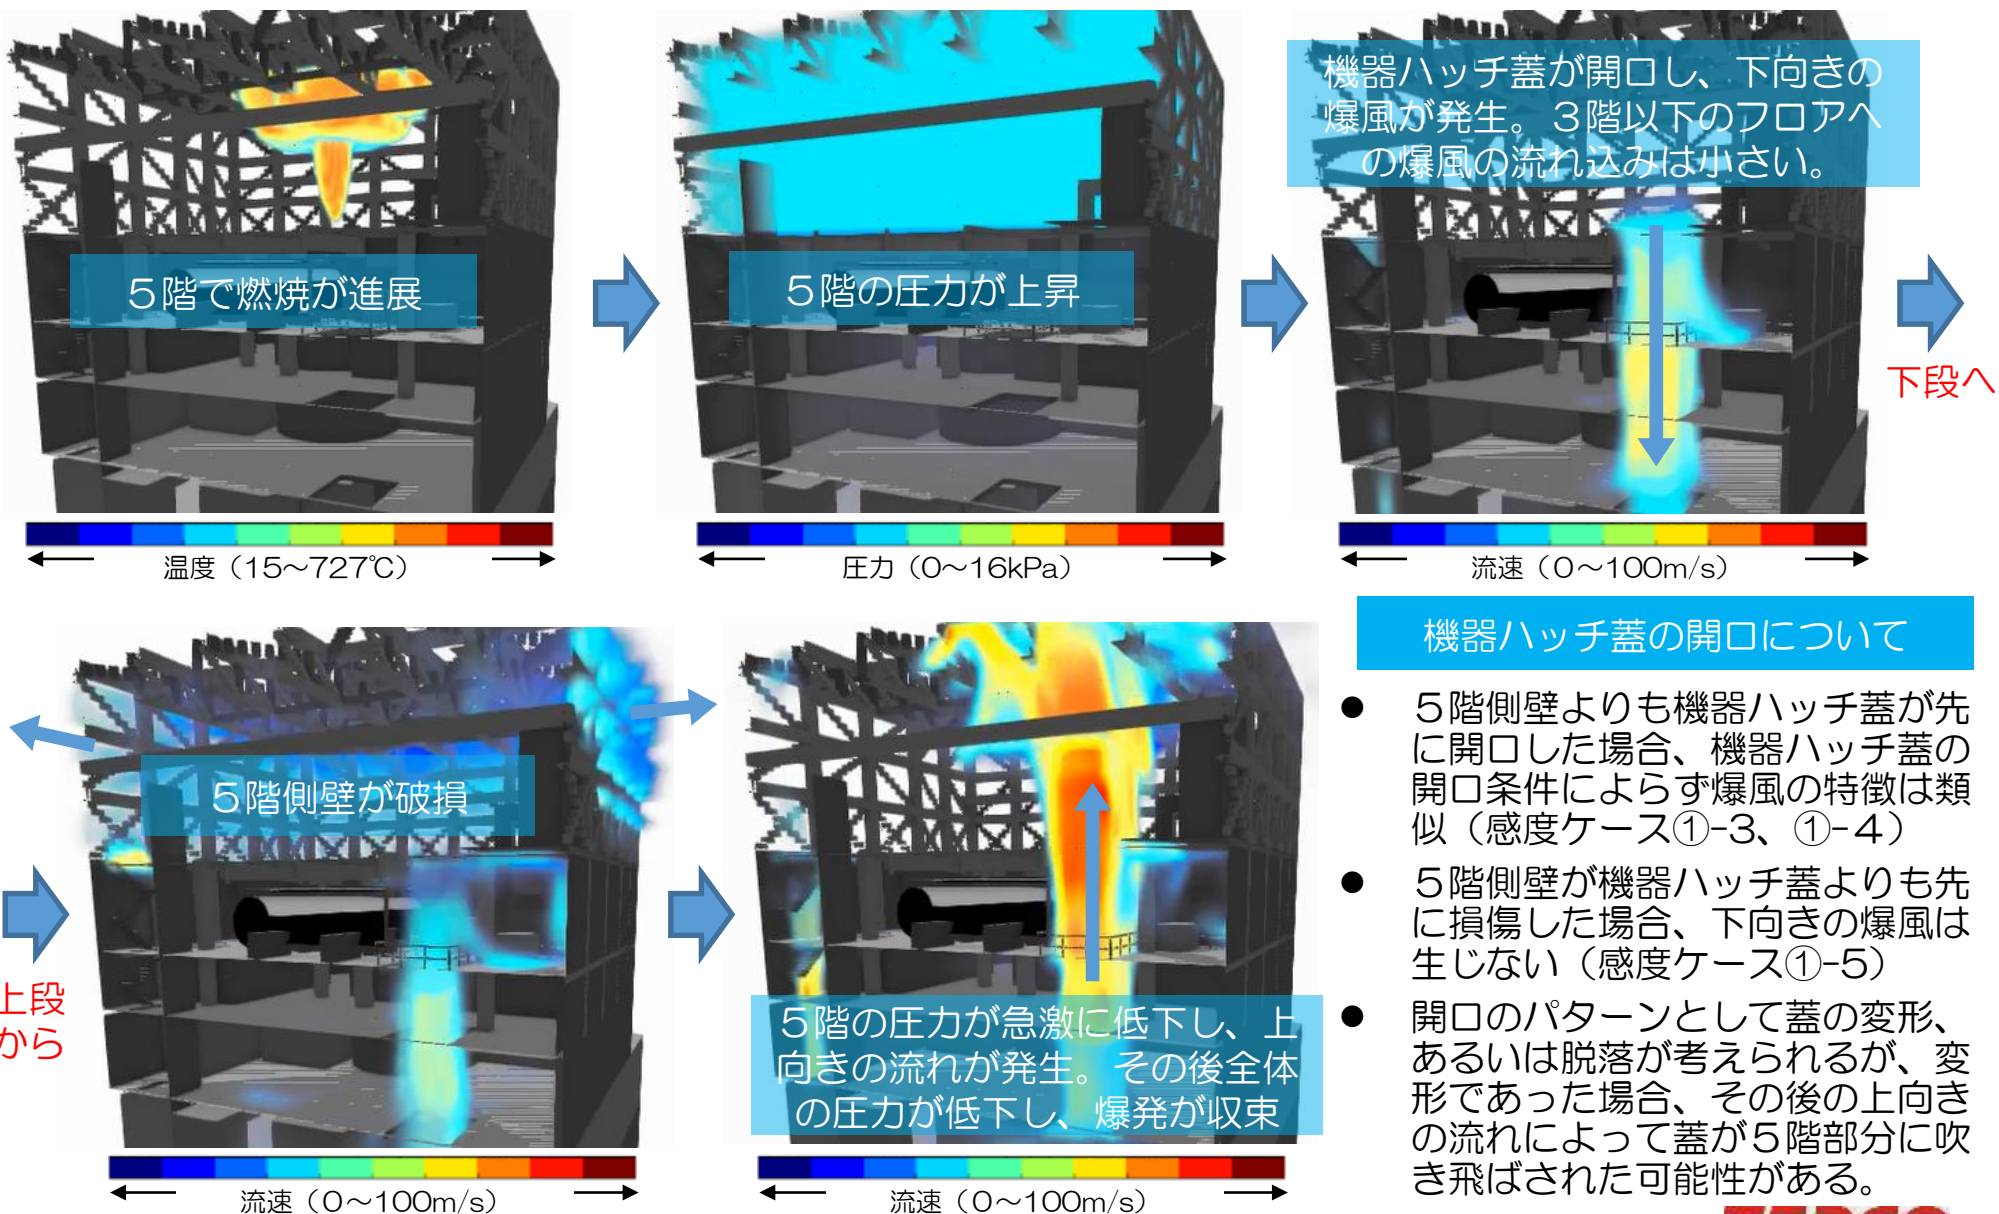 ５階で燃焼が進展
５階の圧力が上昇
機器ハッチ蓋が開口し、下向きの
爆風が発生。３階以下のフロアへ
の爆風の流れ込みは小さい。
下段へ
温度（15～727℃）
圧力（0～16kPa）
流速（0～100m/s）
上段
から
５階側壁が破損
５階の圧力が急激に低下し、上
向きの流れが発生。その後全体
の圧力が低下し、爆発が収束
流速（0～100m/s）
流速（0～100m/s）
機器ハッチ蓋の開口について
● ５階側壁よりも機器ハッチ蓋が先
に開口した場合、機器ハッチ蓋の
開口条件によらず爆風の特徴は類
似（感度ケース①-3、①-４）
● ５階側壁が機器ハッチ蓋よりも先
に損傷した場合、下向きの爆風は
生じない（感度ケース①-5）
● 開口のパターンとして蓋の変形、
あるいは脱落が考えられるが、変
形であった場合、その後の上向き
の流れによって蓋が５階部分に吹
き飛ばされた可能性がある。